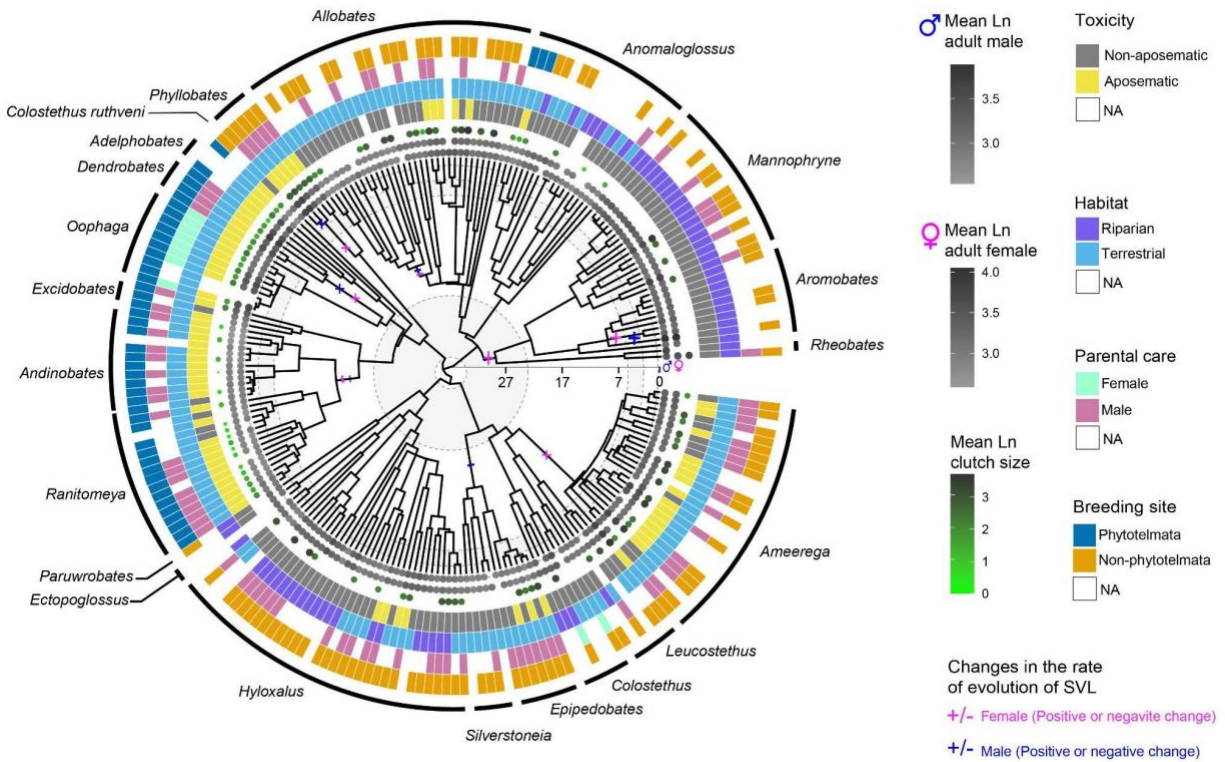 Allobates
Anomaloglossus
Phyllobates
Colostethus ruthveni
Adelphobates
Dendrobates
Oophaga
Excidobates
Andinobates
Ranitomeya
Paruwrobates
Ectopoglossus
Hyloxalus
Silverstoneia
Epipedobates
Colostethus
Leucostethus
Ameerega
Rheobates
Aromobates
Mannophryne
♂♀
27 17 7 0
♂ Mean Ln
adult male
3.5
3.0
♀ Mean Ln
adult female
4.0
3.5
3.0
Mean Ln
clutch size
3
2
1
0
Toxicity
Non-aposematic
Aposematic
NA
Habitat
Riparian
Terrestrial
NA
Parental care
Female
Male
NA
Breeding site
Phytotelmata
Non-phytotelmata
NA
Changes in the rate
of evolution of SVL
+/- Female (Positive or negavite change)
+/- Male (Positive or negative change)